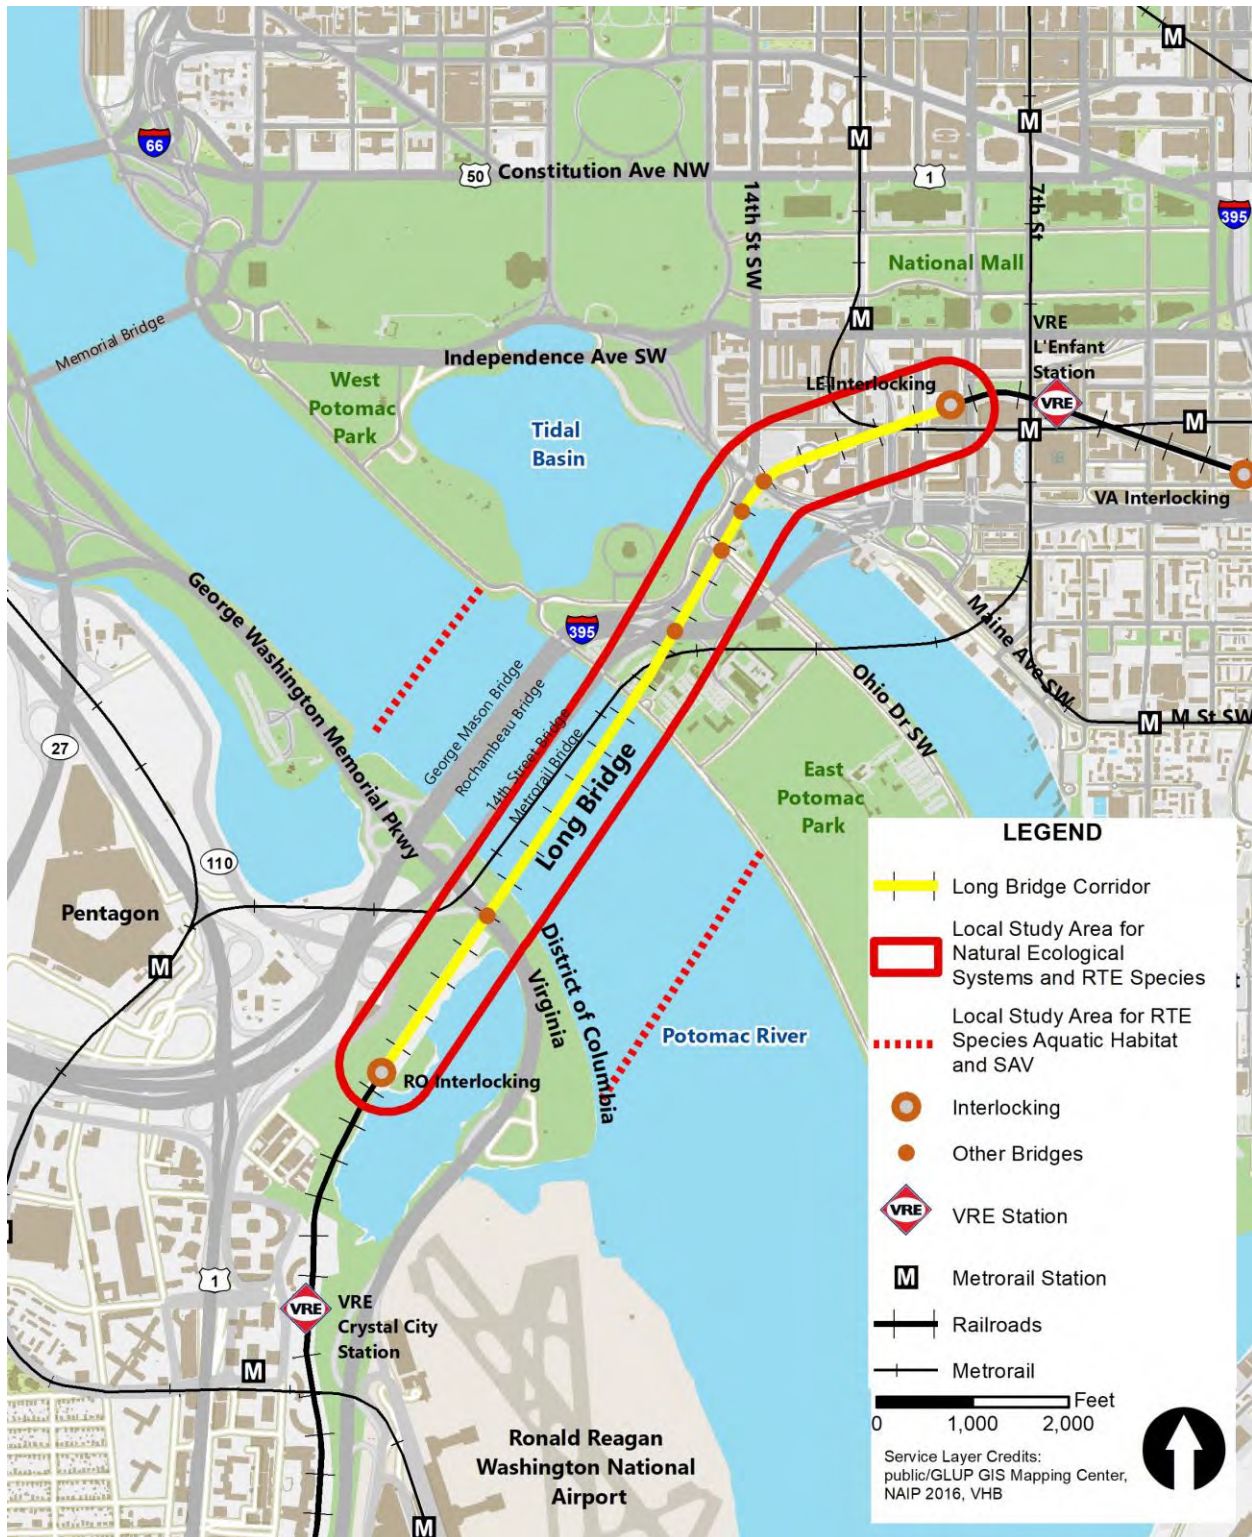 M
66
M
M
50
Constitution Ave NW
1
14th St SW
7th St
395
National Mall
Memorial Bridge
M
VRE
L'Enfant
Station
Independence Ave SW
West
Potomac
Park
LE Interlocking
VRE
Tidal
Basin
M
M
VA Interlocking
George Washington Memorial Pkwy
395
Maine Ave SW
George Mason Bridge
Rochambeau Bridge
14th Street Bridge
Metrorail Bridge
Long Bridge
Ohio Dr SW
M
M St SW
27
110
East
Potomac
Park
Pentagon
M
District of Columbia
Virginia
Potomac River
RO Interlocking
1
VRE
VRE
Crystal City
Station
M
Ronald Reagan
Washington National
Airport
M
LEGEND
Long Bridge Corridor
Local Study Area for
Natural Ecological
Systems and RTE Species
Local Study Area for RTE
Species Aquatic Habitat
and SAV
Interlocking
Other Bridges
VRE
VRE Station
M
Metrorail Station
Railroads
Metrorail
Feet
0
1,000
2,000
Service Layer Credits:
public/GLUP GIS Mapping Center,
NAIP 2016, VHB